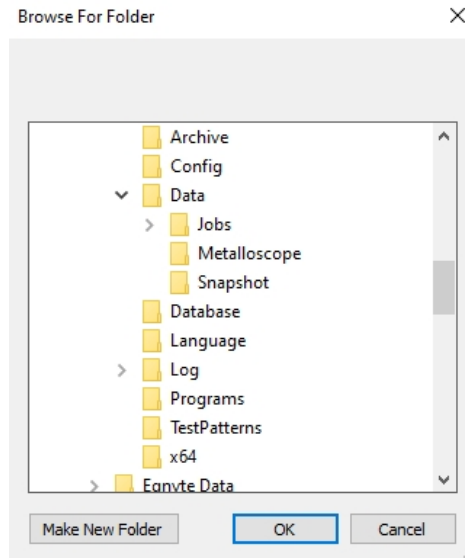 Browse For Folder
Archive
Config
Data
Jobs
Metalloscope
Snapshot
Database
Language
Log
Programs
TestPatterns
x64
Egnyte Data
Make New Folder
OK
Cancel